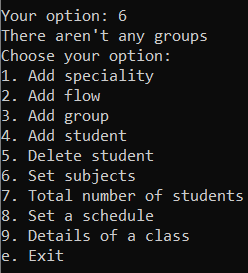 Your option: 6
There aren't any groups
Choose your option:
1. Add speciality
2. Add flow
3. Add group
4. Add student
5. Delete student
6. Set subjects
7. Total number of students
8. Set a schedule
9. Details of a class
e. Exit